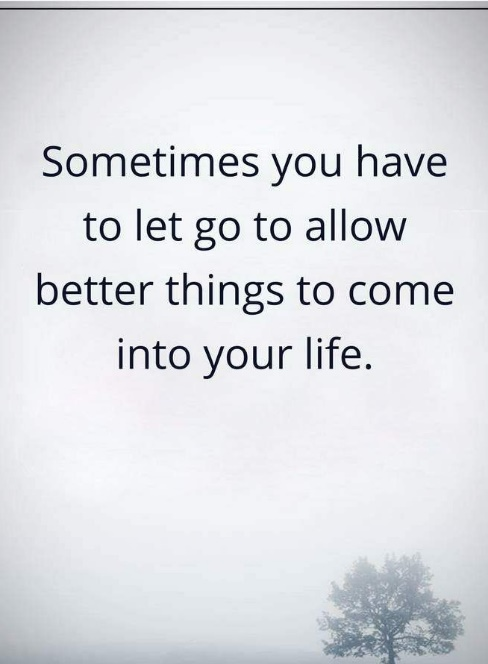 Sometimes you have
to let go to allow
better things to come
into your life.